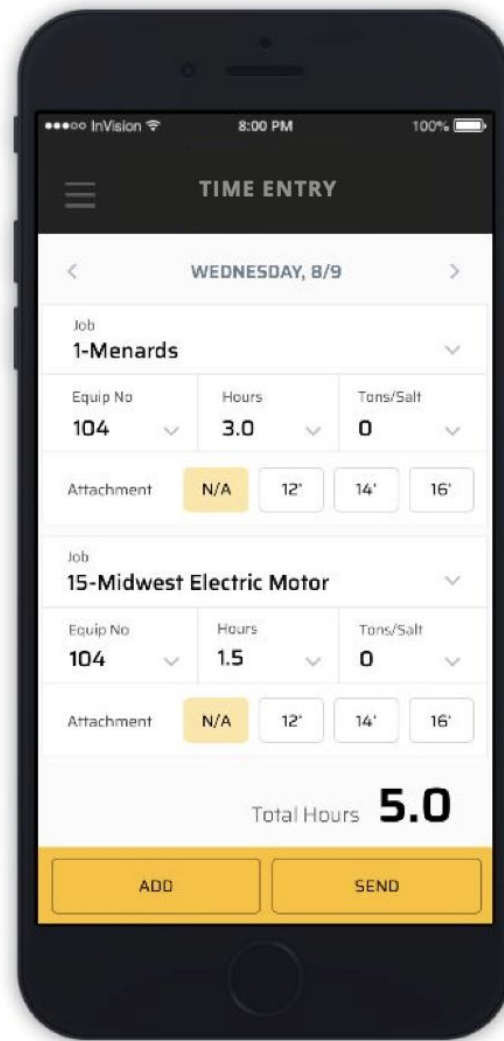 InVision 8:00 PM 100%
TIME ENTRY
WEDNESDAY, 8/9
Job
1-Menards
Equip No Hours Tons/Salt
104 3.0 0
Attachment N/A 12' 14' 16'
Job
15-Midwest Electric Motor
Equip No Hours Tons/Salt
104 1.5 0
Attachment N/A 12' 14' 16'
Total Hours 5.0
ADD SEND